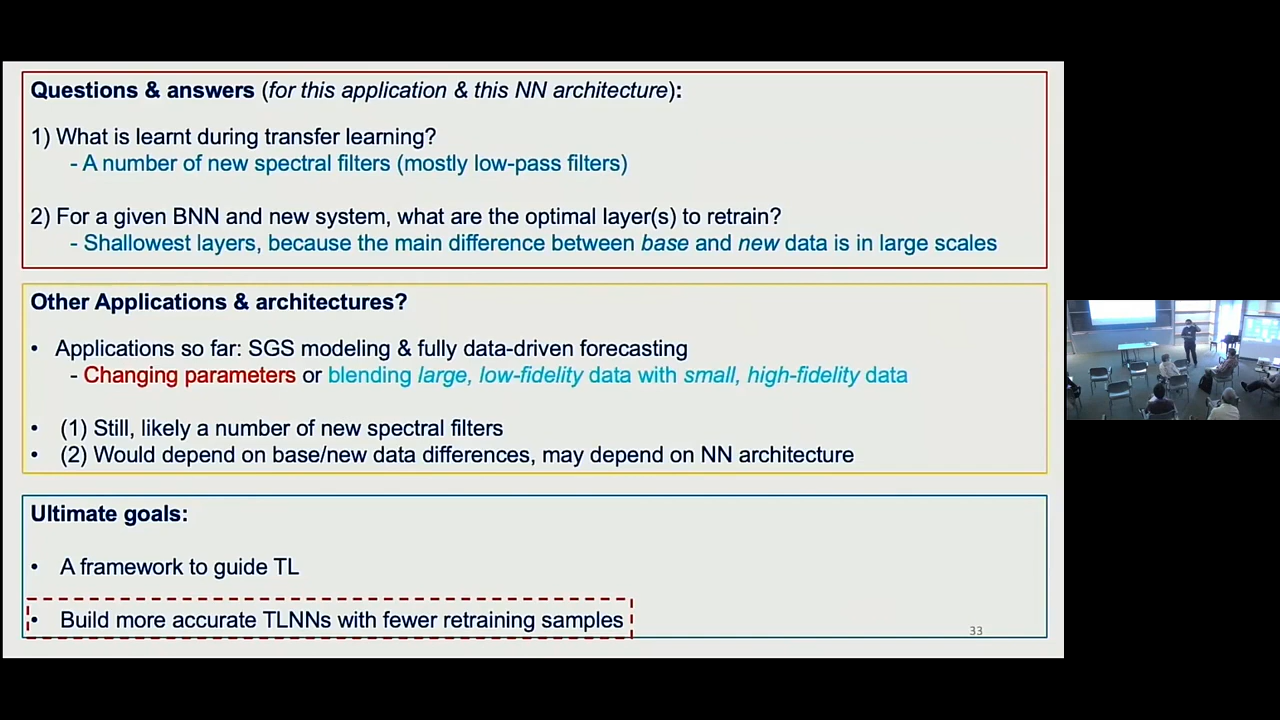 Questions & answers (for this application & this NN architecture):
1) What is learnt during transfer learning?
- A number of new spectral filters (mostly low-pass filters)
2) For a given BNN and new system, what are the optimal layer(s) to retrain?
- Shallowest layers, because the main difference between base and new data is in large scales
Other Applications & architectures?
• Applications so far: SGS modeling & fully data-driven forecasting
- Changing parameters or blending large, low-fidelity data with small, high-fidelity data
• (1) Still, likely a number of new spectral filters
• (2) Would depend on base/new data differences, may depend on NN architecture
Ultimate goals:
• A framework to guide TL
• Build more accurate TLNNs with fewer retraining samples
33